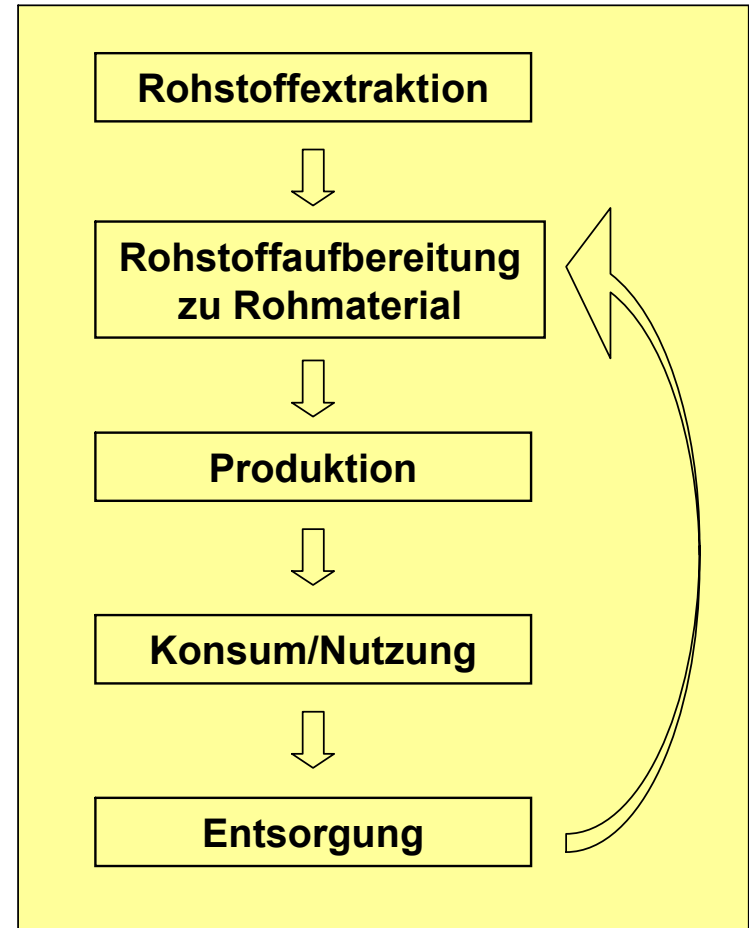 Rohstoffextraktion
Rohstoffaufbereitung
zu Rohmaterial
Produktion
Konsum/Nutzung
Entsorgung